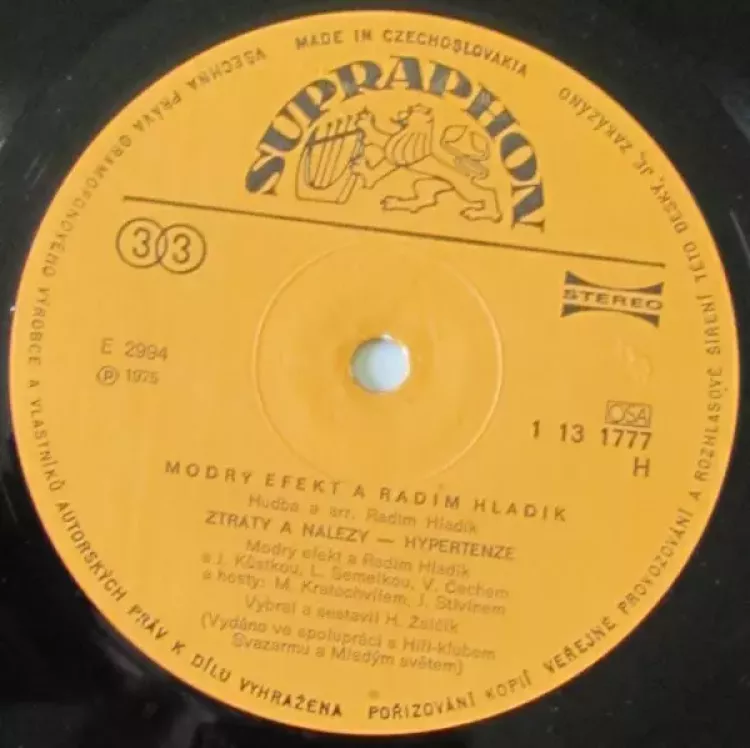 MADE IN CZECHOSLOVAKIA
SUPRAPHON
33
STEREO
E 2994
Ⓟ 1975
OSA
1 13 1777
H
MODRÝ EFEKT A RADIM HLADÍK
Hudba a arr. Radim Hladík
ZTRÁTY A NÁLEZY — HYPERTENZE
Modrý efekt a Radim Hladík
s J. Kůstkou, L. Semelkou, V. Čechem
a hosty: M. Kratochvílem, J. Stivínem
Vybral a sestavil H. Žalčík
(Vydáno ve spolupráci s Hifi-klubem
Svazarmu a Mladým světem)
VŠECHNA PRÁVA GRAMOFONOVÉHO VÝROBCE A VLASTNÍKŮ AUTORSKÝCH PRÁV K DÍLU VYHRAŽENA POŘIZOVÁNÍ KOPIÍ VEŘEJNÉ PROVOZOVÁNÍ A ROZHLASOVÉ ŠÍŘENÍ TÉTO DESKY, JE, ZAKÁZÁNO